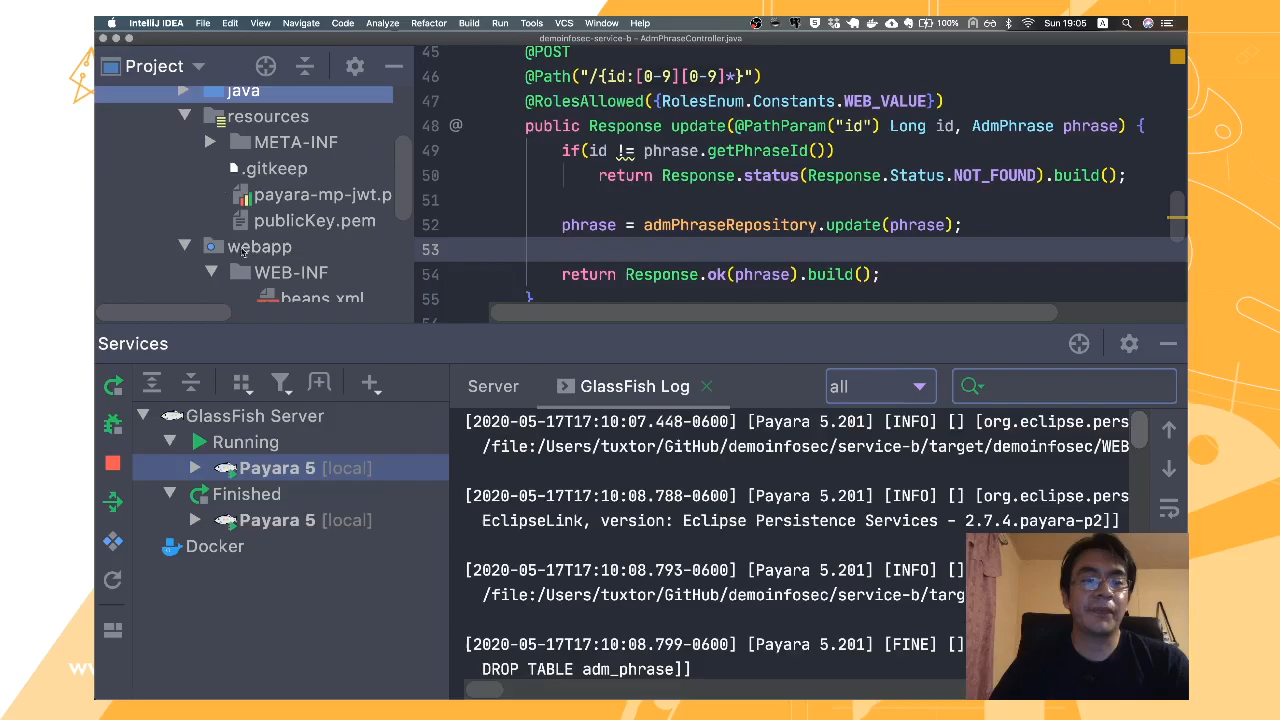 IntelliJ IDEA File Edit View Navigate Code Analyze Refactor Build Run Tools VCS Window Help 100% Sun 19:05 A
demoinfosec-service-b – AdmPhraseController.java
Project
java
resources
META-INF
.gitkeep
payara-mp-jwt.p
publicKey.pem
webapp
WEB-INF
beans.xml
45 @POST
46 @Path("/{id:[0-9][0-9]*}")
47 @RolesAllowed({RolesEnum.Constants.WEB_VALUE})
48 @ public Response update(@PathParam("id") Long id, AdmPhrase phrase) {
49 if(id != phrase.getPhraseId())
50 return Response.status(Response.Status.NOT_FOUND).build();
51
52 phrase = admPhraseRepository.update(phrase);
53
54 return Response.ok(phrase).build();
55 }
Services
GlassFish Server
Running
Payara 5 [local]
Finished
Payara 5 [local]
Docker
Server GlassFish Log all
[2020-05-17T17:10:07.448-0600] [Payara 5.201] [INFO] [] [org.eclipse.pers
/file:/Users/tuxtor/GitHub/demoinfosec/service-b/target/demoinfosec/WEB
[2020-05-17T17:10:08.788-0600] [Payara 5.201] [INFO] [] [org.eclipse.pers
EclipseLink, version: Eclipse Persistence Services - 2.7.4.payara-p2]]
[2020-05-17T17:10:08.793-0600] [Payara 5.201] [INFO] []
/file:/Users/tuxtor/GitHub/demoinfosec/service-b/targ
[2020-05-17T17:10:08.799-0600] [Payara 5.201] [FINE] []
DROP TABLE adm_phrase]]